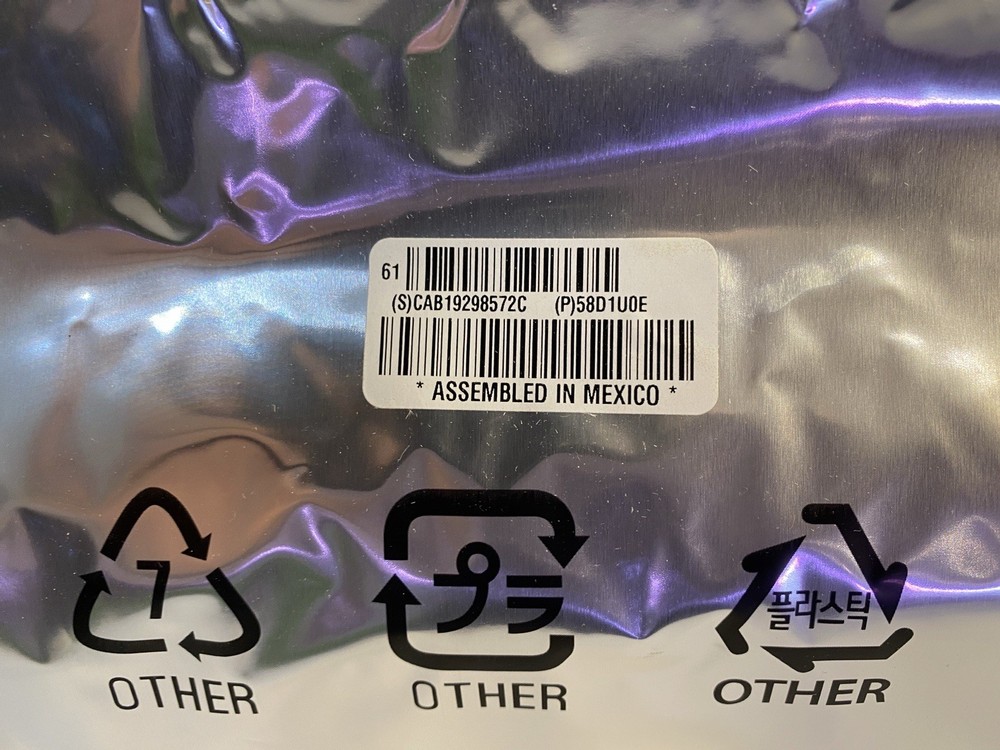 61
(S)CAB19298572C (P)58D1U0E
* ASSEMBLED IN MEXICO *
7
OTHER
プラ
OTHER
플라스틱
OTHER